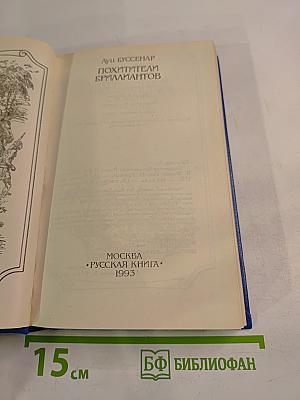 Луи БУССЕНАР
ПОХИТИТЕЛИ
БРИЛЛИАНТОВ
МОСКВА
«РУССКАЯ КНИГА»
1993
15 см
БФ БИБЛИОФАН